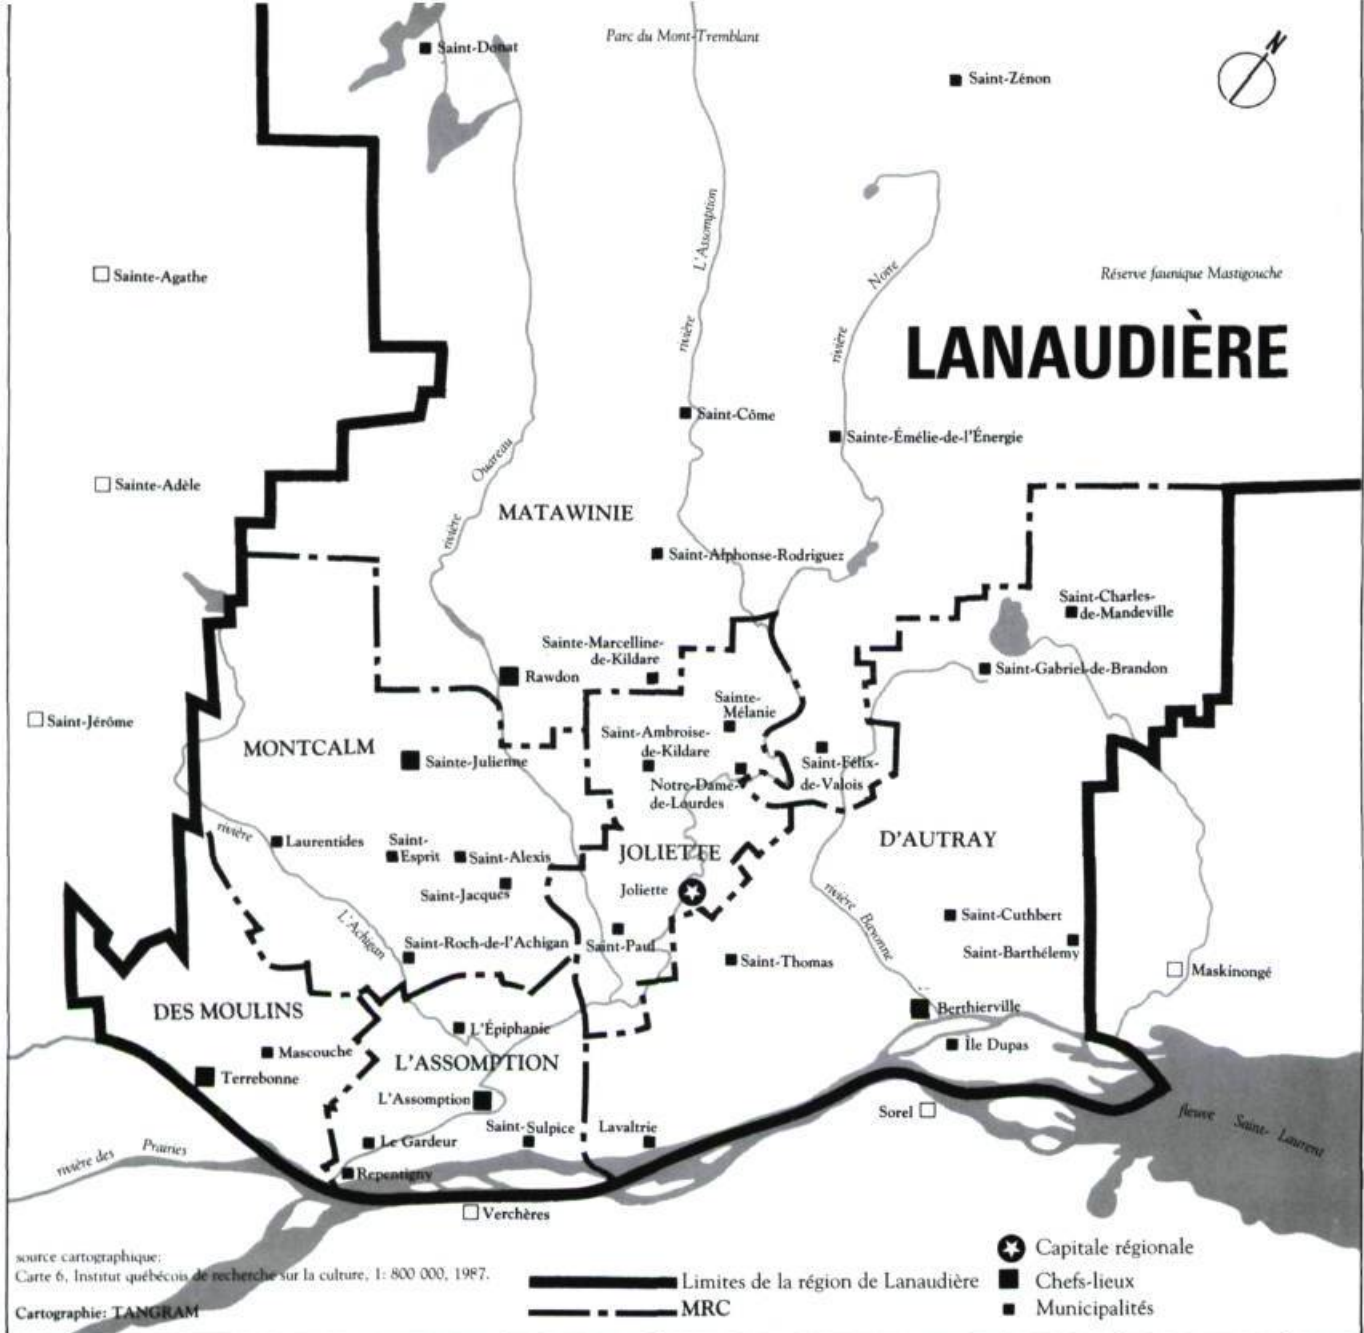 Saint-Donat
Parc du Mont-Tremblant
Saint-Zénon
N
Sainte-Agathe
rivière L'Assomption
rivière Noire
Réserve faunique Mastigouche
LANAUDIÈRE
Saint-Côme
Sainte-Émélie-de-l'Énergie
Sainte-Adèle
rivière Ouareau
MATAWINIE
Saint-Alphonse-Rodriguez
Saint-Charles-
de-Mandeville
Sainte-Marcelline-
de-Kildare
Saint-Gabriel-de-Brandon
Rawdon
Sainte-
Mélanie
Saint-Jérôme
Saint-Ambroise-
de-Kildare
MONTCALM
Sainte-Julienne
Saint-Félix-
de-Valois
Notre-Dame-
de-Lourdes
rivière L'Achigan
Laurentides
Saint-
Esprit
Saint-Alexis
JOLIETTE
D'AUTRAY
Saint-Jacques
Joliette
rivière Bayonne
Saint-Cuthbert
Saint-Roch-de-l'Achigan
Saint-Paul
Saint-Barthélemy
Saint-Thomas
Maskinongé
DES MOULINS
Berthierville
L'Épiphanie
Île Dupas
Mascouche
L'ASSOMPTION
Terrebonne
L'Assomption
Sorel
fleuve Saint-Laurent
Saint-Sulpice
Lavaltrie
Le Gardeur
rivière des Prairies
Repentigny
Verchères
source cartographique:
Carte 6, Institut québécois de recherche sur la culture, 1: 800 000, 1987.
Cartographie: TANGRAM
Limites de la région de Lanaudière
MRC
Capitale régionale
Chefs-lieux
Municipalités